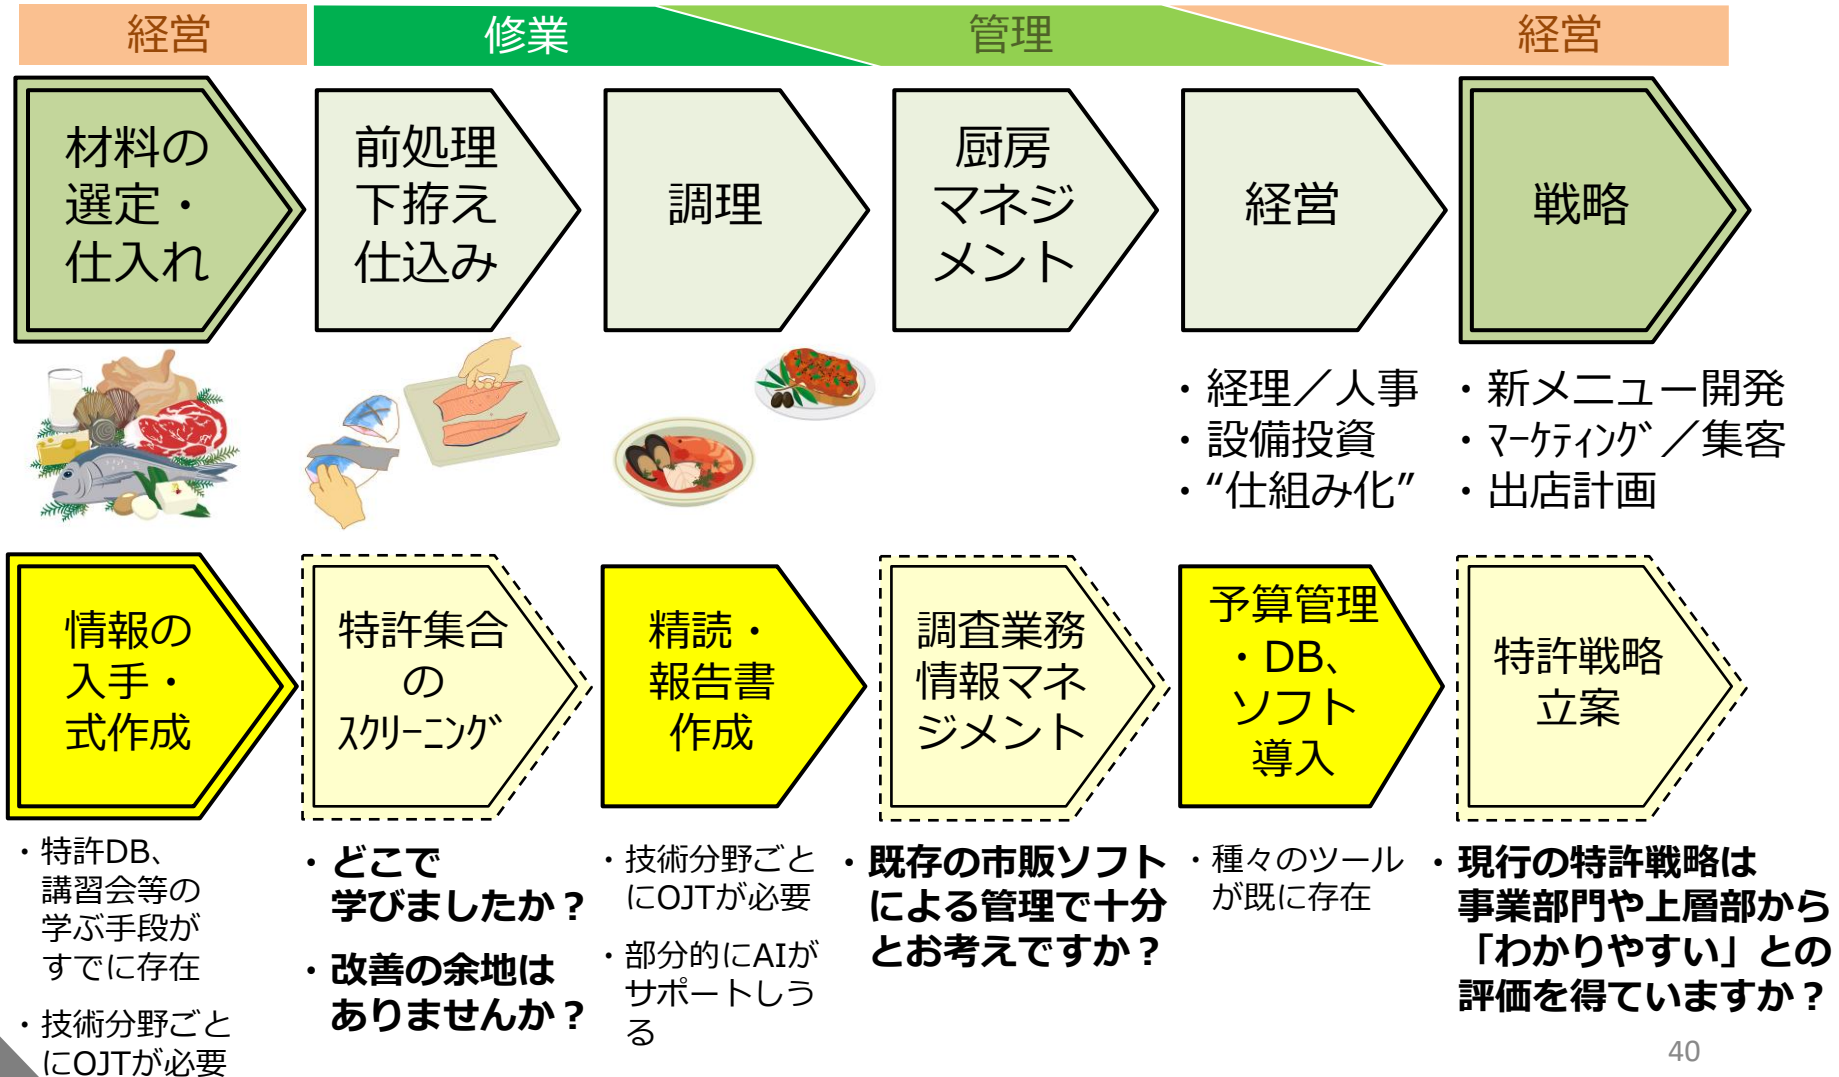 経営
修業
管理
経営
材料の
選定・
仕入れ
前処理
下拵え
仕込み
調理
厨房
マネジ
メント
経営
戦略
・経理／人事
・設備投資
・“仕組み化”
・新メニュー開発
・ﾏｰｹﾃｨﾝｸﾞ／集客
・出店計画
情報の
入手・
式作成
特許集合
の
ｽｸﾘｰﾆﾝｸﾞ
精読・
報告書
作成
調査業務
情報マネ
ジメント
予算管理
・DB、
ソフト
導入
特許戦略
立案
・特許DB、
講習会等の
学ぶ手段が
すでに存在
・技術分野ごと
にOJTが必要
・どこで
学びましたか？
・改善の余地は
ありませんか？
・技術分野ごと
にOJTが必要
・部分的にAIが
サポートしう
る
・既存の市販ソフト
による管理で十分
とお考えですか？
・種々のツール
が既に存在
・現行の特許戦略は
事業部門や上層部から
「わかりやすい」との
評価を得ていますか？
40